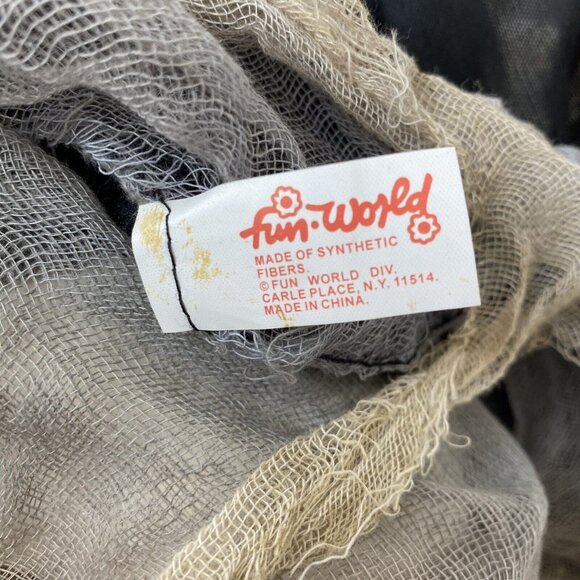 fun·world
MADE OF SYNTHETIC
FIBERS.
©FUN WORLD DIV.
CARLE PLACE, N.Y. 11514.
MADE IN CHINA.